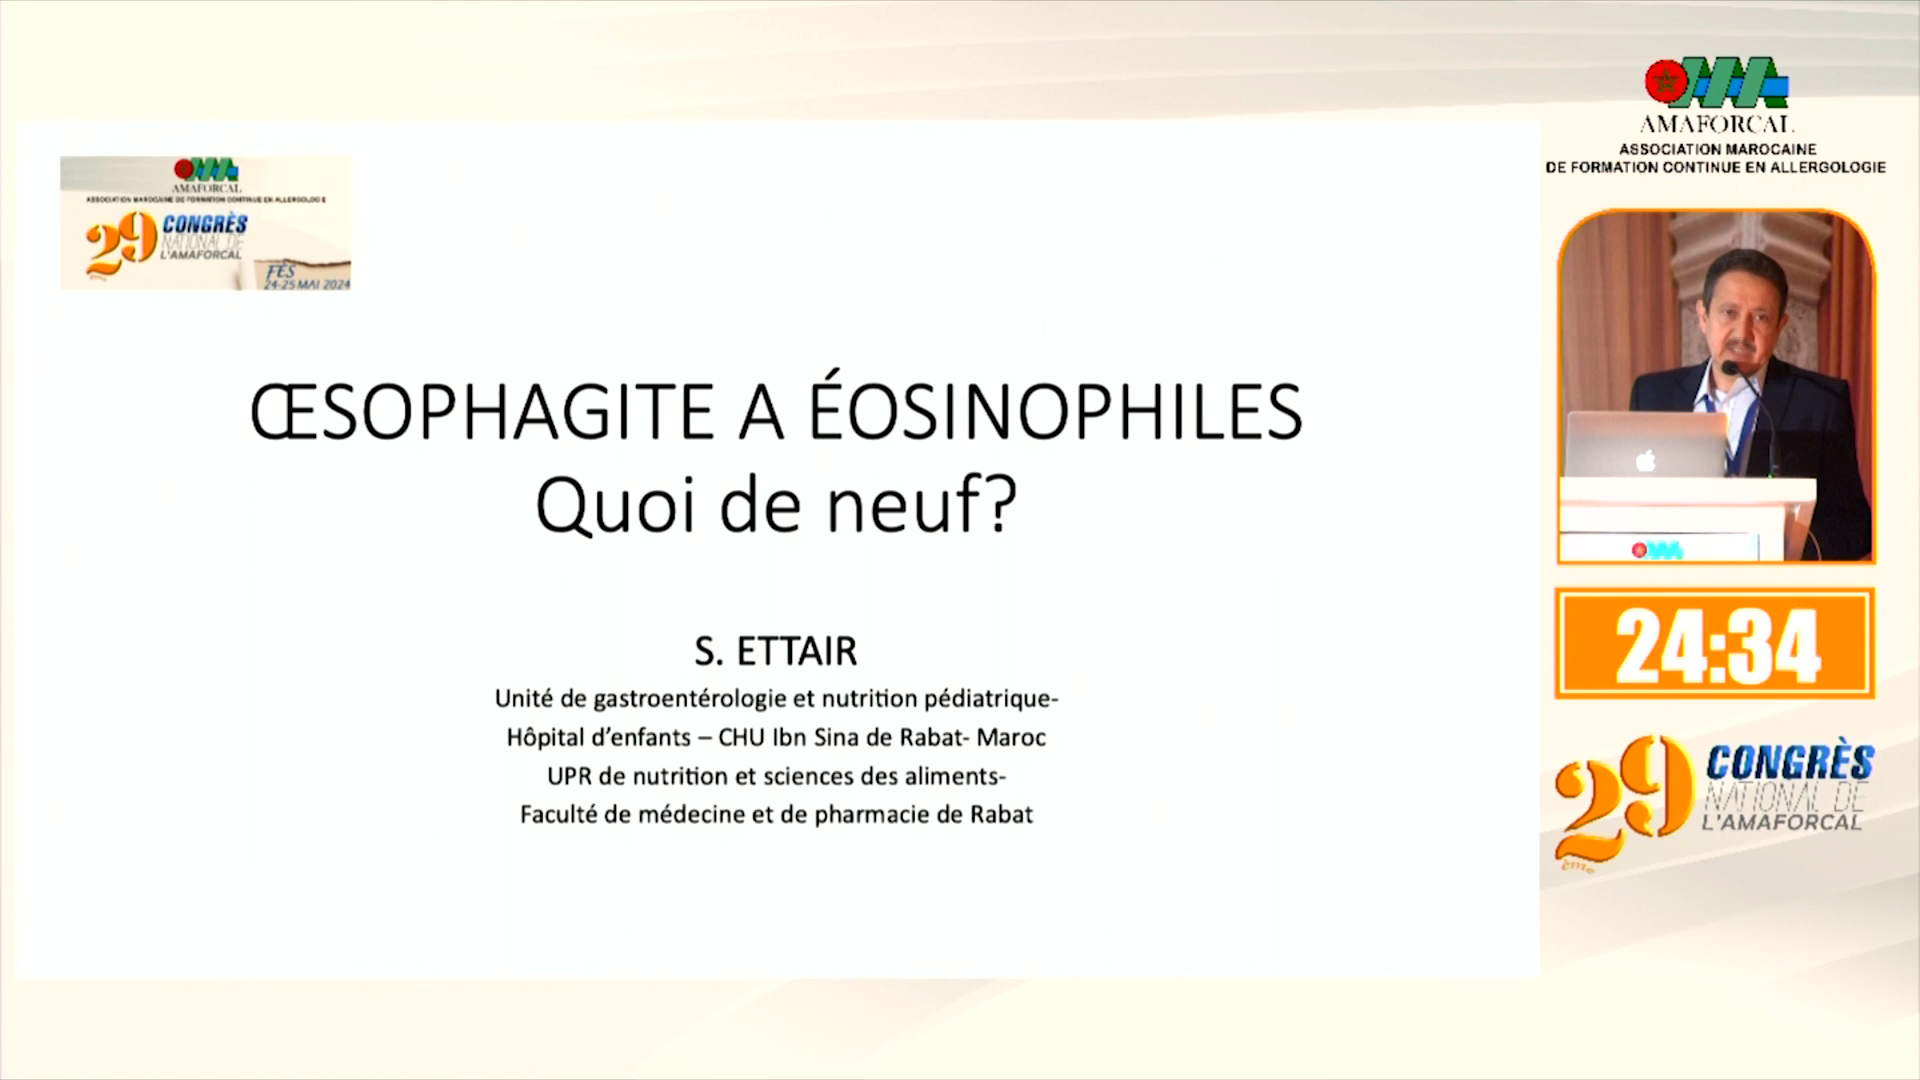 AMAFORCAL
ASSOCIATION MAROCAINE DE FORMATION CONTINUE EN ALLERGOLOGIE
29
ème
CONGRÈS
NATIONAL DE
L'AMAFORCAL
FÈS
24-25 MAI 2024
ŒSOPHAGITE A ÉOSINOPHILES
Quoi de neuf?
S. ETTAIR
Unité de gastroentérologie et nutrition pédiatrique-
Hôpital d’enfants – CHU Ibn Sina de Rabat- Maroc
UPR de nutrition et sciences des aliments-
Faculté de médecine et de pharmacie de Rabat
AMAFORCAL
ASSOCIATION MAROCAINE
DE FORMATION CONTINUE EN ALLERGOLOGIE
24:34
29
ème
CONGRÈS
NATIONAL DE
L'AMAFORCAL